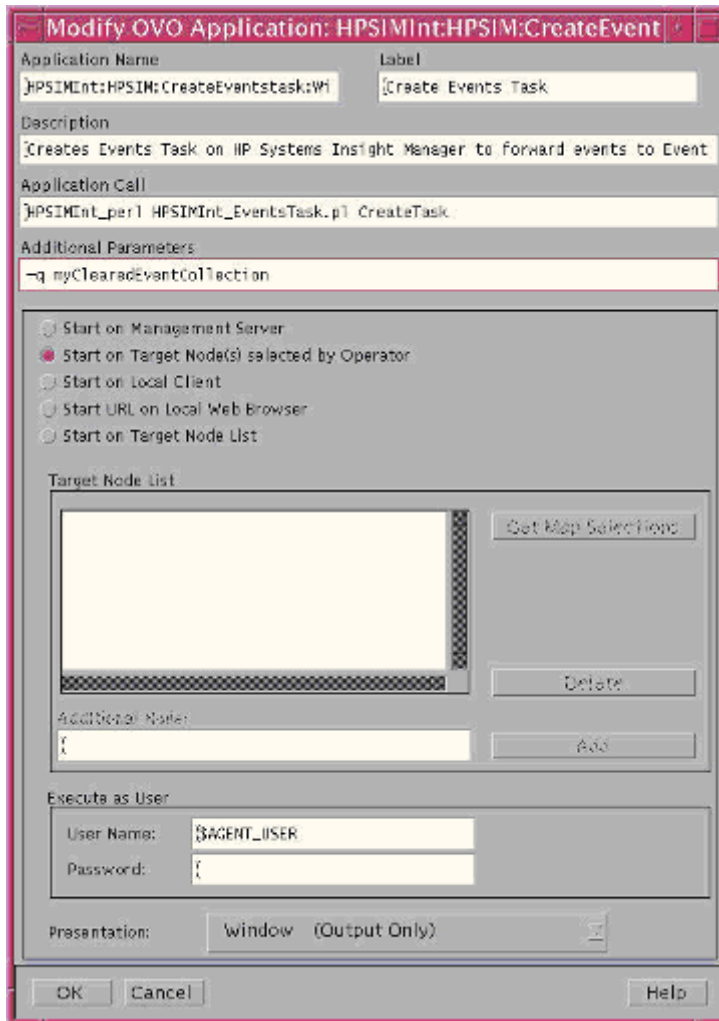 Modify OVO Application: HPSIMInt:HPSIM:CreateEvent
Application Name Label
HPSIMInt:HPSIM:CreateEventstask:Wi Create Events Task
Description
Creates Events Task on HP Systems Insight Manager to forward events to Event
Application Call
HPSIMInt_perl HPSIMInt_EventsTask.pl CreateTask
Additional Parameters
-q myClearedEventCollection
Start on Management Server
Start on Target Node(s) selected by Operator
Start on Local Client
Start URL on Local Web Browser
Start on Target Node List
Target Node List
Get Map Selections
Delete
Additional Node:
Add
Execute as User
User Name: $AGENT_USER
Password:
Presentation: Window (Output Only)
OK Cancel Help